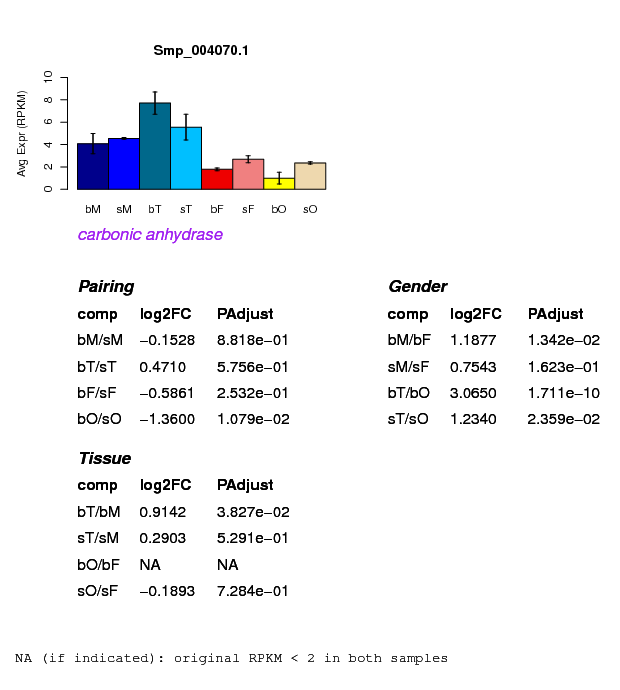 Smp_004070.1
Avg Expr (RPKM)
0 2 4 6 8 10
bM sM bT sT bF sF bO sO
carbonic anhydrase
Pairing
comp log2FC PAdjust
bM/sM −0.1528 8.818e−01
bT/sT 0.4710 5.756e−01
bF/sF −0.5861 2.532e−01
bO/sO −1.3600 1.079e−02
Gender
comp log2FC PAdjust
bM/bF 1.1877 1.342e−02
sM/sF 0.7543 1.623e−01
bT/bO 3.0650 1.711e−10
sT/sO 1.2340 2.359e−02
Tissue
comp log2FC PAdjust
bT/bM 0.9142 3.827e−02
sT/sM 0.2903 5.291e−01
bO/bF NA NA
sO/sF −0.1893 7.284e−01
NA (if indicated): original RPKM < 2 in both samples